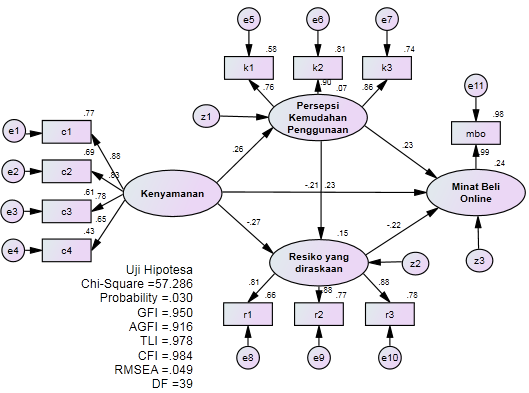 e5 e6 e7
.58 .81 .74
k1 k2 k3
.76 .90 .07 .86
e11
.98
mbo
.99
.24
z1
Persepsi
Kemudahan
Penggunaan
.77
e1 c1
.88
.69
e2 c2
.83
.61
e3 c3
.78
.43
e4 c4
.65
Kenyamanan
.26
.23
-.21 .23
-.27
-.22
Minat Beli
Online
z3
.15
Resiko yang
diraskaan
z2
.81 .88 .88
.66 .77 .78
r1 r2 r3
e8 e9 e10
Uji Hipotesa
Chi-Square =57.286
Probability =.030
GFI =.950
AGFI =.916
TLI =.978
CFI =.984
RMSEA =.049
DF =39